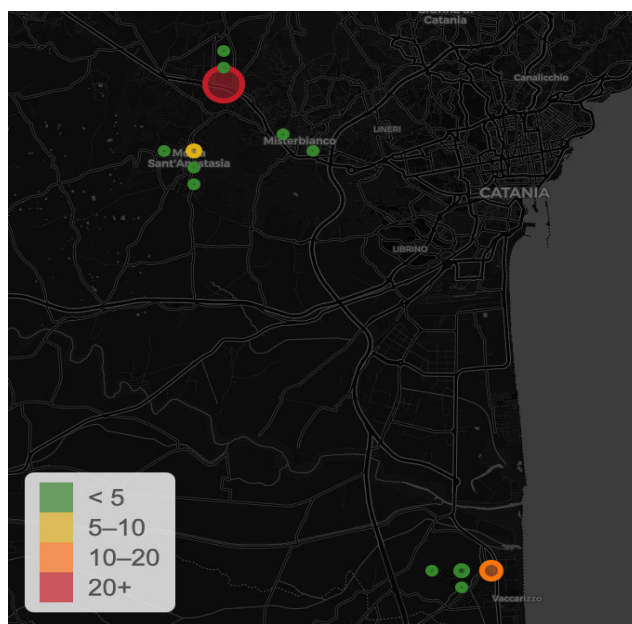 Catania
Canalicchio
Misterbianco
LINERI
Sant'Anastasia
CATANIA
LIBRINO
< 5
5–10
10–20
20+
Vaccarizzo